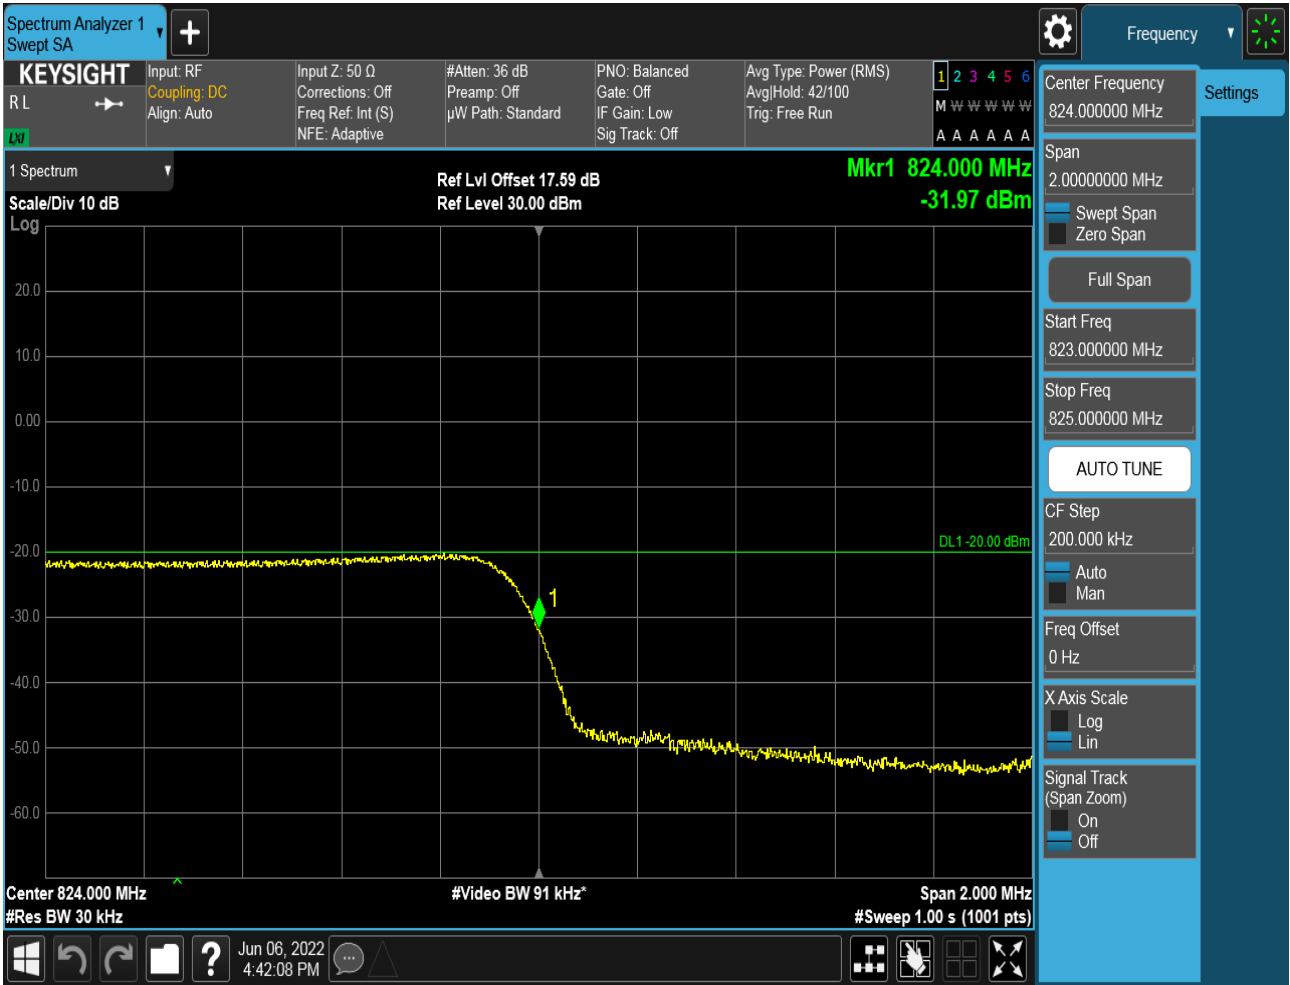 Spectrum Analyzer 1
Swept SA
Frequency
KEYSIGHT
R L
LXI
Input: RF
Coupling: DC
Align: Auto
Input Z: 50 Ω
Corrections: Off
Freq Ref: Int (S)
NFE: Adaptive
#Atten: 36 dB
Preamp: Off
µW Path: Standard
PNO: Balanced
Gate: Off
IF Gain: Low
Sig Track: Off
Avg Type: Power (RMS)
Avg|Hold: 42/100
Trig: Free Run
1 2 3 4 5 6
M W W W W W
A A A A A A
1 Spectrum
Scale/Div 10 dB
Log
Ref Lvl Offset 17.59 dB
Ref Level 30.00 dBm
Mkr1 824.000 MHz
-31.97 dBm
20.0
10.0
0.00
-10.0
-20.0
-30.0
-40.0
-50.0
-60.0
DL1 -20.00 dBm
1
Center 824.000 MHz
#Res BW 30 kHz
#Video BW 91 kHz*
Span 2.000 MHz
#Sweep 1.00 s (1001 pts)
Center Frequency
824.000000 MHz
Span
2.00000000 MHz
Swept Span
Zero Span
Full Span
Start Freq
823.000000 MHz
Stop Freq
825.000000 MHz
AUTO TUNE
CF Step
200.000 kHz
Auto
Man
Freq Offset
0 Hz
X Axis Scale
Log
Lin
Signal Track
(Span Zoom)
On
Off
Settings
?
Jun 06, 2022
4:42:08 PM